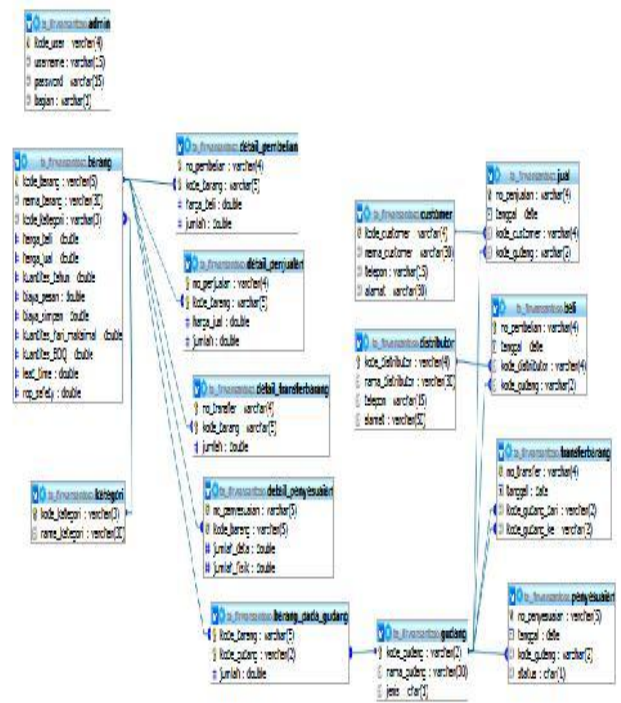 admin
kode_user : varchar(4)
username : varchar(15)
password : varchar(15)
bagian : varchar(1)
barang
kode_barang : varchar(5)
nama_barang : varchar(30)
kode_kategori : varchar(3)
harga_beli : double
harga_jual : double
kuantitas_tahun : double
biaya_pesan : double
biaya_simpan : double
kuantitas_hari_maksimal : double
kuantitas_EOQ : double
lead_time : double
rop_safety : double
kategori
kode_kategori : varchar(3)
nama_kategori : varchar(30)
detail_pembelian
no_pembelian : varchar(4)
kode_barang : varchar(5)
harga_beli : double
jumlah : double
detail_penjualan
no_penjualan : varchar(4)
kode_barang : varchar(5)
harga_jual : double
jumlah : double
detail_transferbarang
no_transfer : varchar(4)
kode_barang : varchar(5)
jumlah : double
detail_penyesuaian
no_penyesuaian : varchar(5)
kode_barang : varchar(5)
jumlah_data : double
jumlah_fisik : double
barang_pada_gudang
kode_barang : varchar(5)
kode_gudang : varchar(2)
jumlah : double
customer
kode_customer : varchar(4)
nama_customer : varchar(30)
telepon : varchar(15)
alamat : varchar(50)
distributor
kode_distributor : varchar(4)
nama_distributor : varchar(30)
telepon : varchar(15)
alamat : varchar(50)
gudang
kode_gudang : varchar(2)
nama_gudang : varchar(30)
jenis : char(1)
jual
no_penjualan : varchar(4)
tanggal : date
kode_customer : varchar(4)
kode_gudang : varchar(2)
beli
no_pembelian : varchar(4)
tanggal : date
kode_distributor : varchar(4)
kode_gudang : varchar(2)
transferbarang
no_transfer : varchar(4)
tanggal : date
kode_gudang_dari : varchar(2)
kode_gudang_ke : varchar(2)
penyesuaian
no_penyesuaian : varchar(5)
tanggal : date
kode_gudang : varchar(2)
status : char(1)